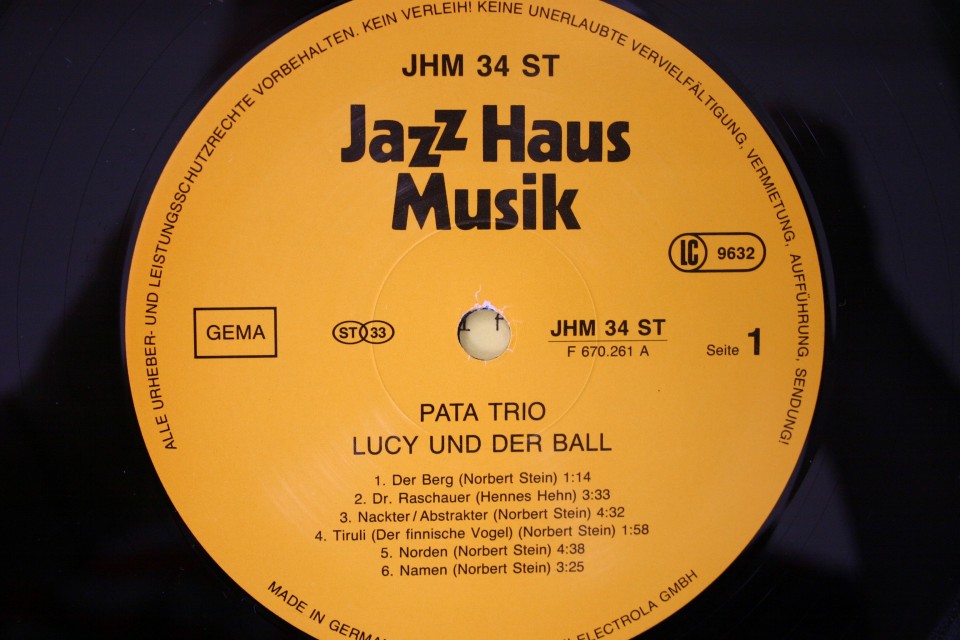 ALLE URHEBER- UND LEISTUNGSSCHUTZRECHTE VORBEHALTEN. KEIN VERLEIH! KEINE UNERLAUBTE VERVIELFÄLTIGUNG, VERMIETUNG, AUFFÜHRUNG, SENDUNG!
JHM 34 ST
Jazz Haus
Musik
LC 9632
GEMA
ST 33
JHM 34 ST
F 670.261 A
Seite 1
PATA TRIO
LUCY UND DER BALL
1. Der Berg (Norbert Stein) 1:14
2. Dr. Raschauer (Hennes Hehn) 3:33
3. Nackter/Abstrakter (Norbert Stein) 4:32
4. Tiruli (Der finnische Vogel) (Norbert Stein) 1:58
5. Norden (Norbert Stein) 4:38
6. Namen (Norbert Stein) 3:25
MADE IN GERMAN
ELECTROLA GMBH